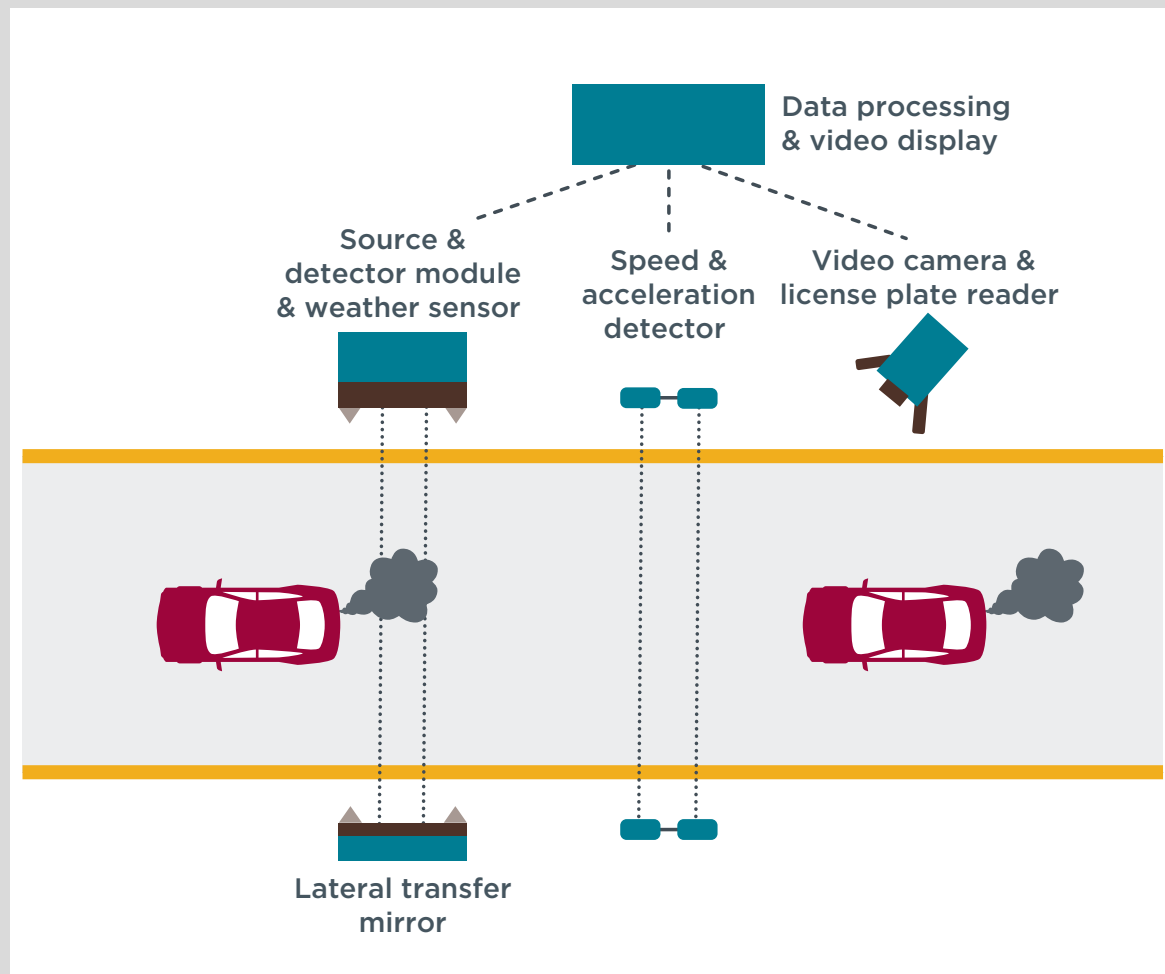 Data processing
& video display
Source &
detector module
& weather sensor
Speed &
acceleration
detector
Video camera &
license plate reader
Lateral transfer
mirror